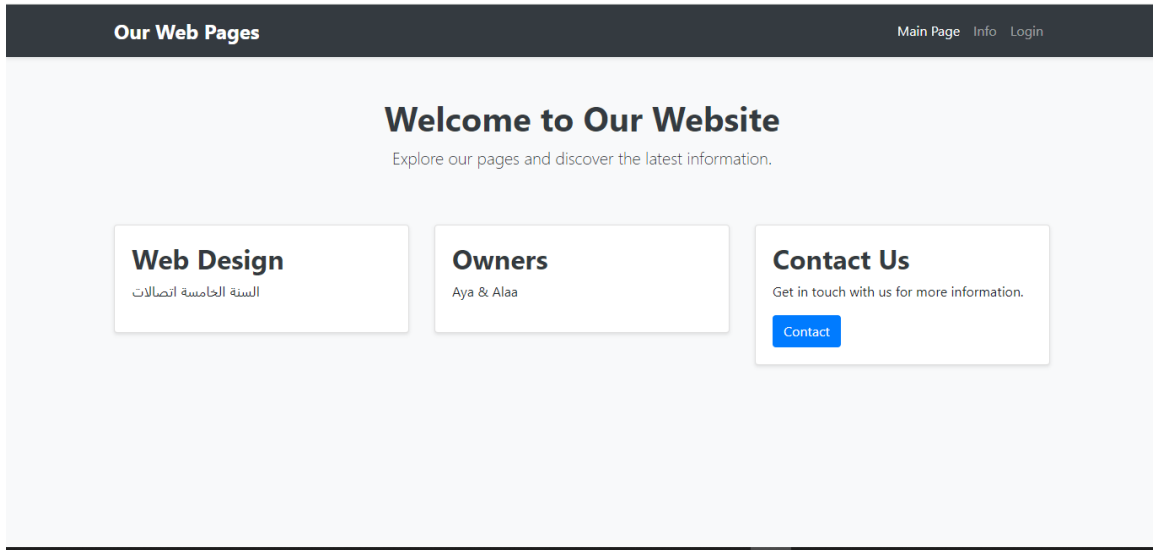 Our Web Pages
Main Page Info Login
Welcome to Our Website
Explore our pages and discover the latest information.
Web Design
السنة الخامسة اتصالات
Owners
Aya & Alaa
Contact Us
Get in touch with us for more information.
Contact